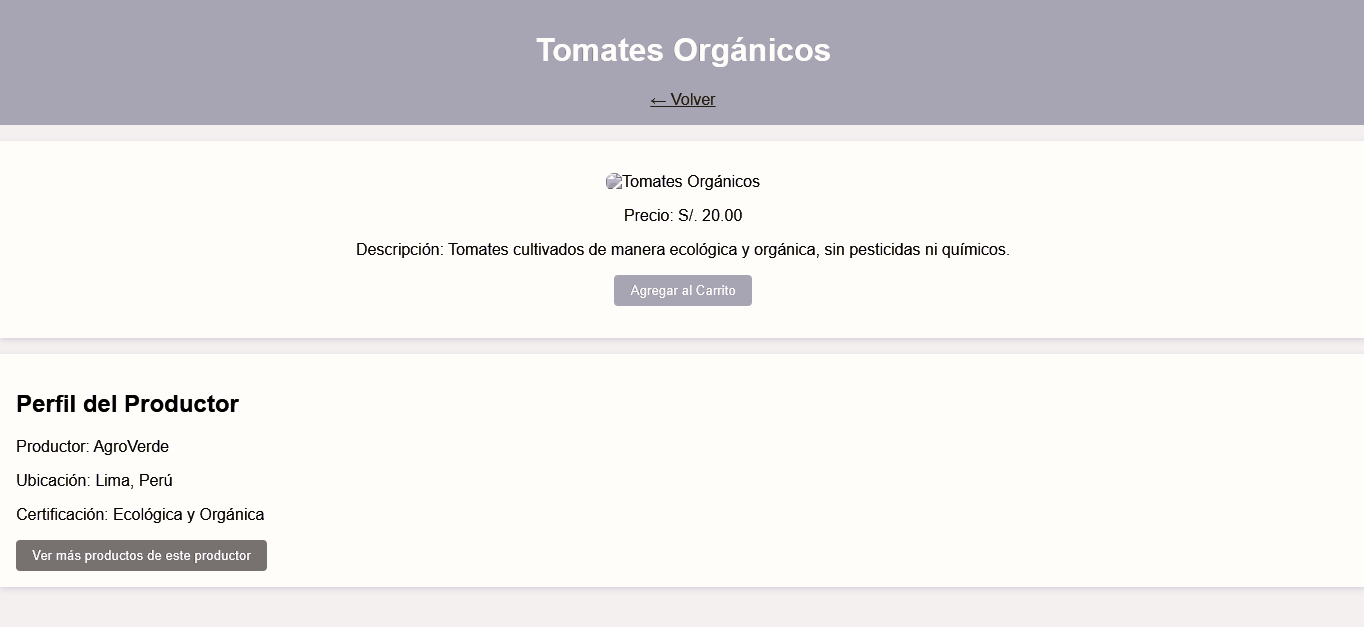 Tomates Orgánicos
← Volver
Tomates Orgánicos
Precio: S/. 20.00
Descripción: Tomates cultivados de manera ecológica y orgánica, sin pesticidas ni químicos.
Agregar al Carrito
Perfil del Productor
Productor: AgroVerde
Ubicación: Lima, Perú
Certificación: Ecológica y Orgánica
Ver más productos de este productor